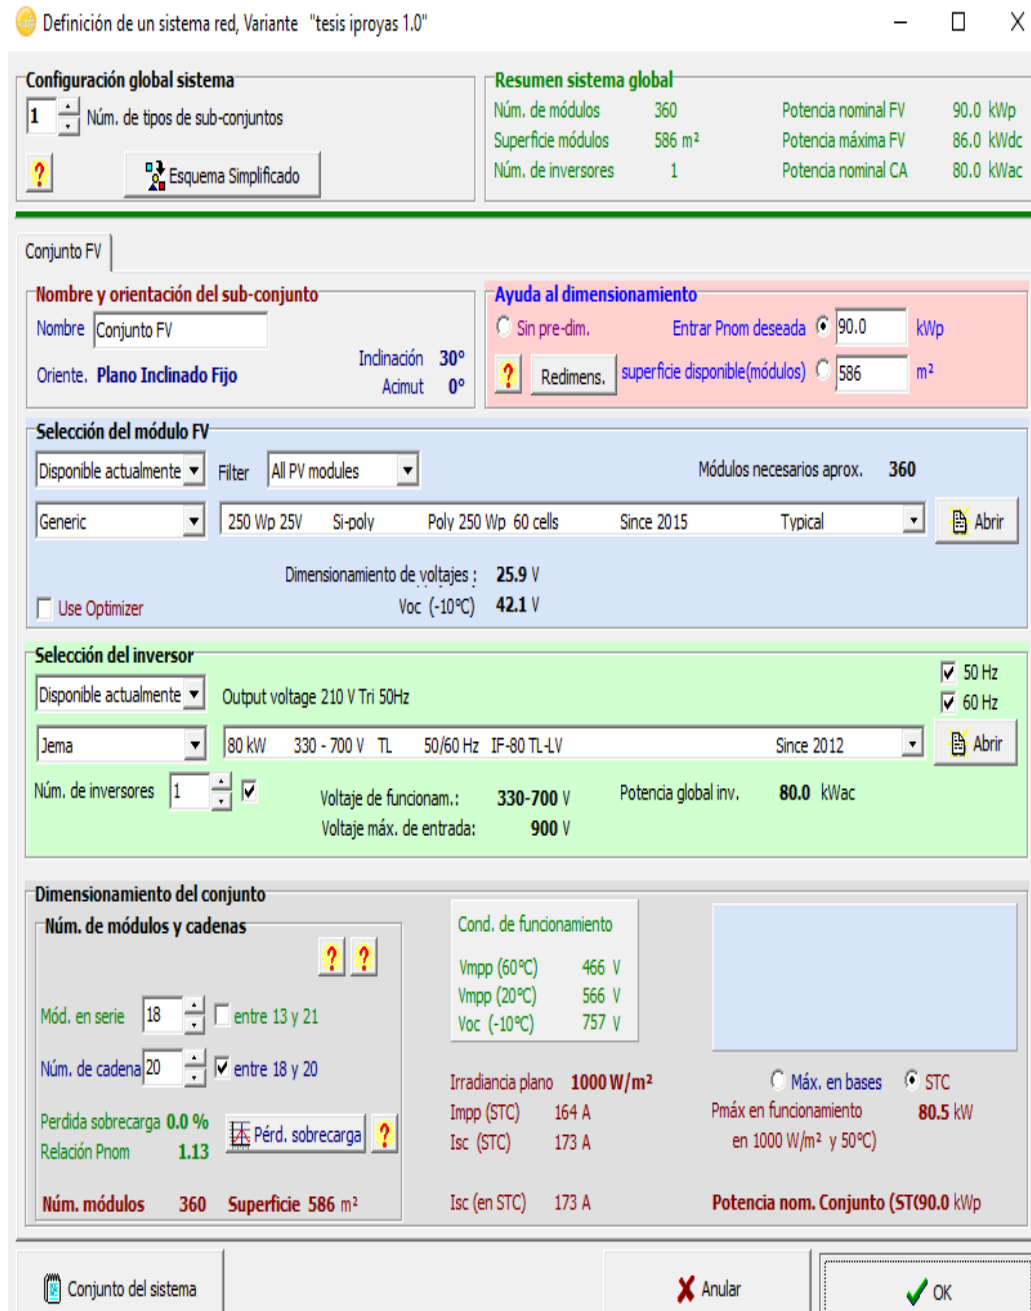 Definición de un sistema red, Variante "tesis iproyas 1.0"
Configuración global sistema
1 Núm. de tipos de sub-conjuntos
? Esquema Simplificado
Resumen sistema global
Núm. de módulos 360 Potencia nominal FV 90.0 kWp
Superficie módulos 586 m² Potencia máxima FV 86.0 kWdc
Núm. de inversores 1 Potencia nominal CA 80.0 kWac
Conjunto FV
Nombre y orientación del sub-conjunto
Nombre Conjunto FV
Oriente. Plano Inclinado Fijo
Inclinación 30°
Acimut 0°
Ayuda al dimensionamiento
Sin pre-dim. Entrar Pnom deseada 90.0 kWp
? Redimens. superficie disponible(módulos) 586 m²
Selección del módulo FV
Disponible actualmente Filter All PV modules Módulos necesarios aprox. 360
Generic 250 Wp 25V Si-poly Poly 250 Wp 60 cells Since 2015 Typical Abrir
Dimensionamiento de voltajes : 25.9 V
Use Optimizer Voc (-10ºC) 42.1 V
Selección del inversor
50 Hz
Disponible actualmente Output voltage 210 V Tri 50Hz
60 Hz
Jema 80 kW 330 - 700 V TL 50/60 Hz IF-80 TL-LV Since 2012 Abrir
Núm. de inversores 1 Voltaje de funcionam.: 330-700 V Potencia global inv. 80.0 kWac
Voltaje máx. de entrada: 900 V
Dimensionamiento del conjunto
Núm. de módulos y cadenas
? ?
Mód. en serie 18 entre 13 y 21
Núm. de cadena 20 entre 18 y 20
Perdida sobrecarga 0.0 % Pérd. sobrecarga ?
Relación Pnom 1.13
Núm. módulos 360 Superficie 586 m²
Cond. de funcionamiento
Vmpp (60ºC) 466 V
Vmpp (20ºC) 566 V
Voc (-10ºC) 757 V
Irradiancia plano 1000 W/m²
Impp (STC) 164 A
Isc (STC) 173 A
Isc (en STC) 173 A
Máx. en bases STC
Pmáx en funcionamiento 80.5 kW
en 1000 W/m² y 50ºC)
Potencia nom. Conjunto (ST(90.0 kWp
Conjunto del sistema Anular OK